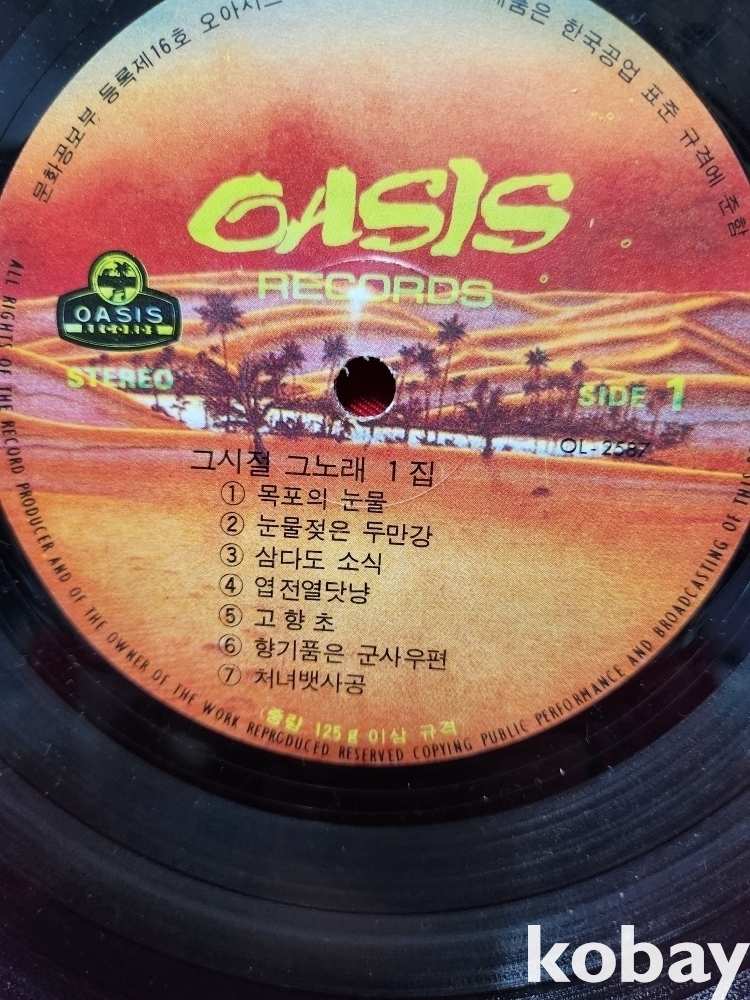 문화공보부 등록제16호 오아시스
한국공업 표준 규격에 준함
OASIS
RECORDS
OASIS
RECORDS
STEREO
SIDE 1
OL-2587
그시절 그노래 1집
① 목포의 눈물
② 눈물젖은 두만강
③ 삼다도 소식
④ 엽전열닷냥
⑤ 고향초
⑥ 향기품은 군사우편
⑦ 처녀뱃사공
(중량 125g 이상 규격)
ALL RIGHTS OF THE RECORD PRODUCER AND OF THE OWNER OF THE WORK REPRODUCED RESERVED COPYING PUBLIC PERFORMANCE AND BROADCASTING OF THIS
kobay